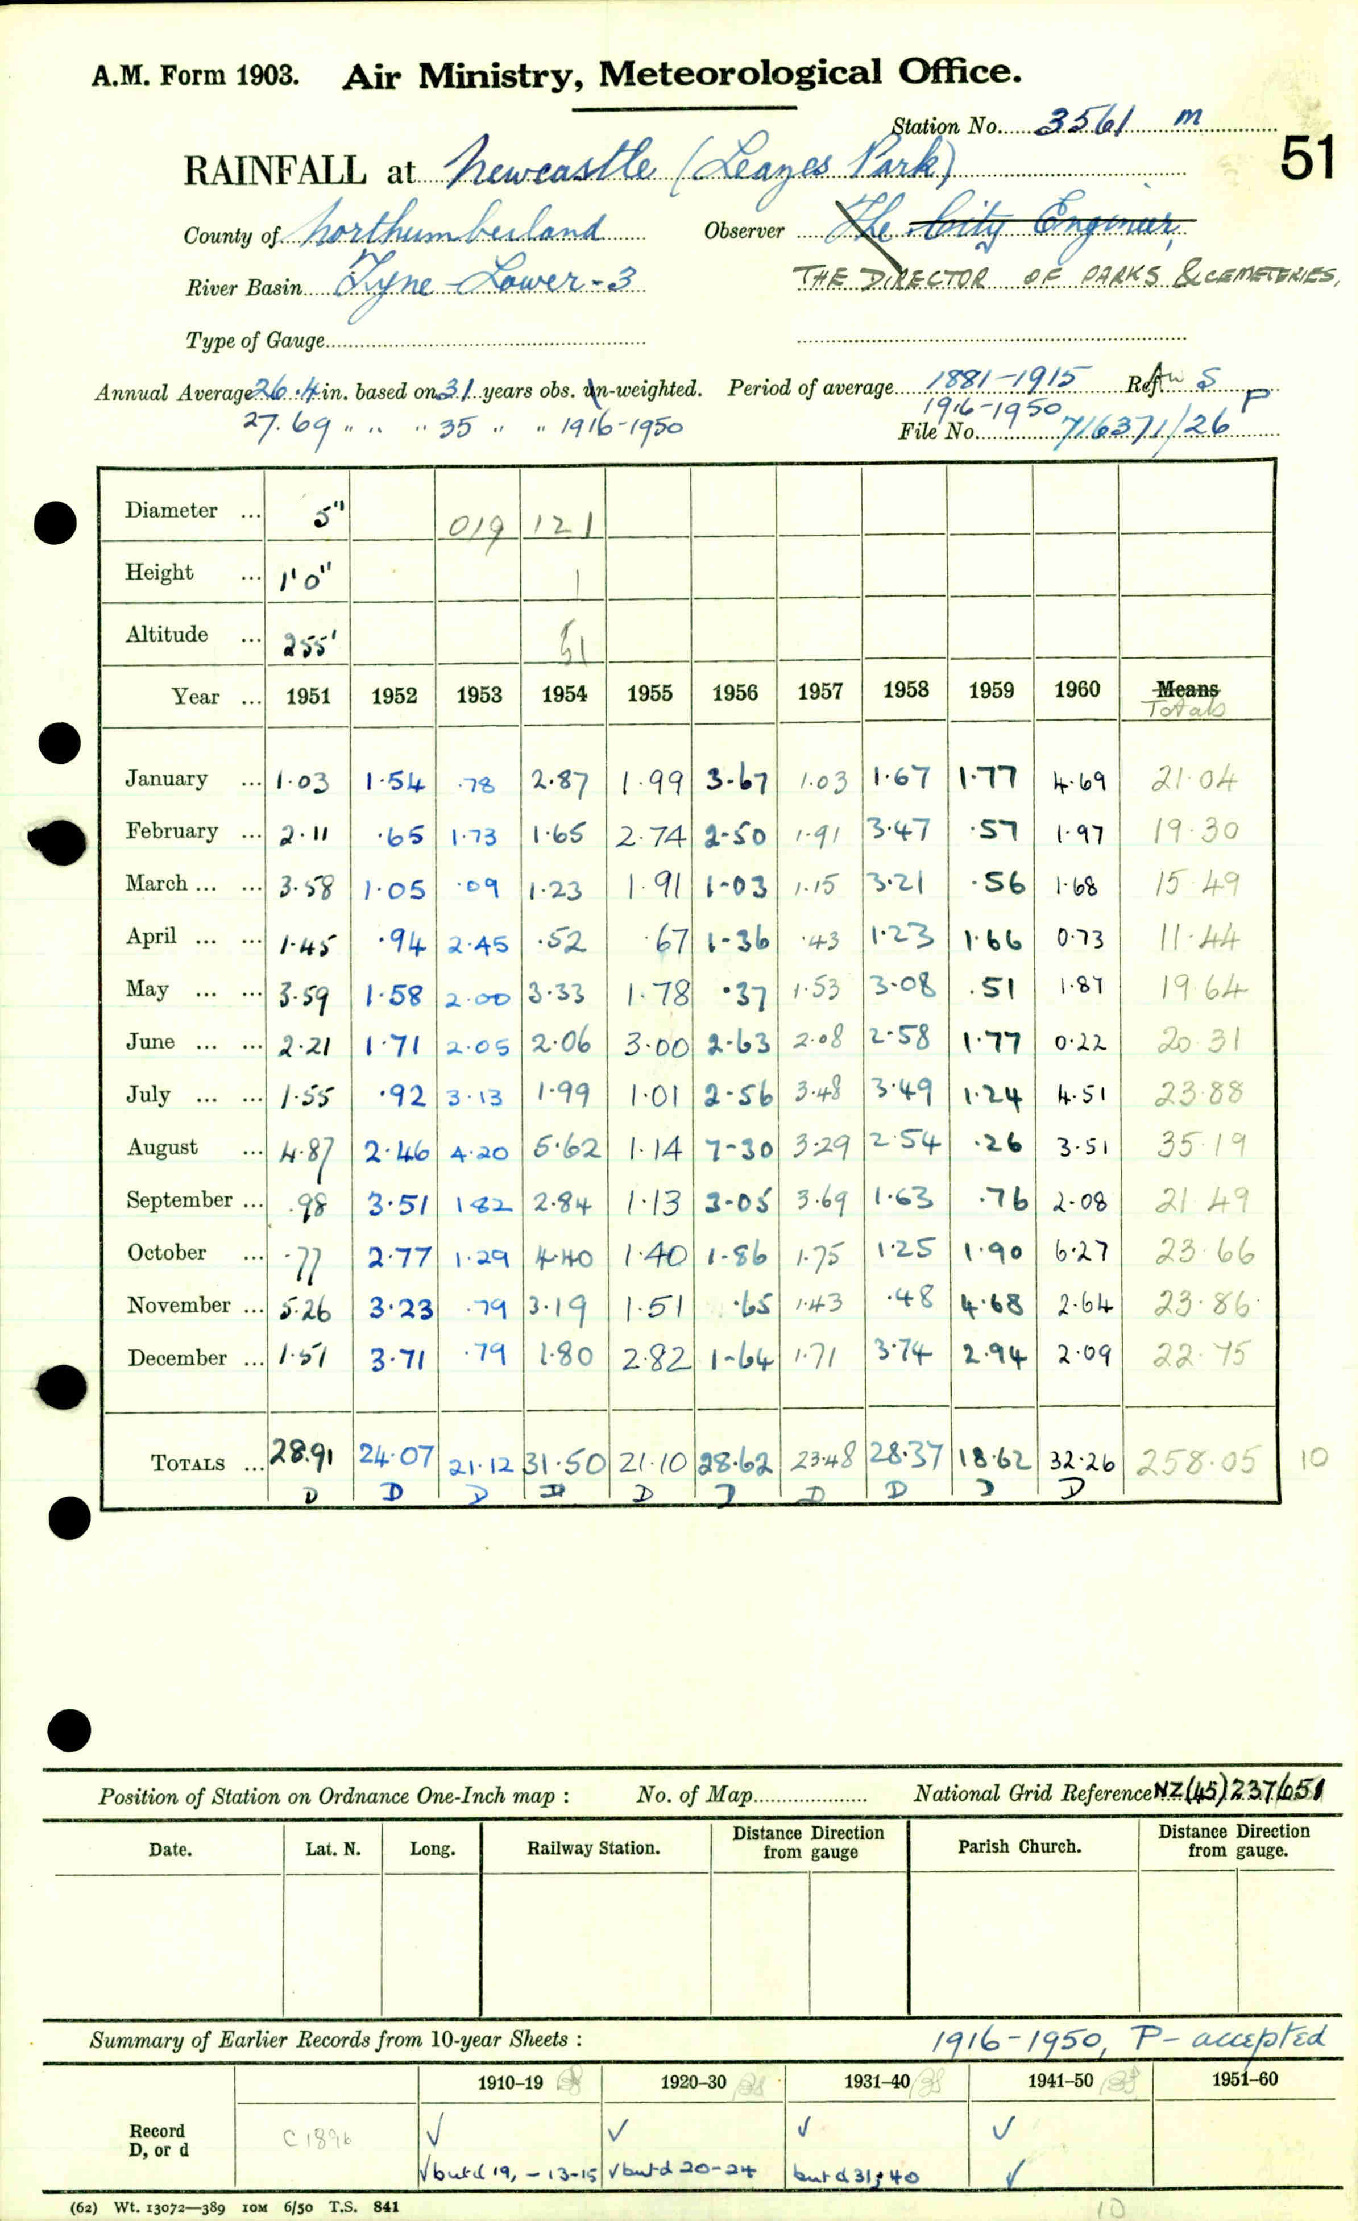 A.M. Form 1903. Air Ministry, Meteorological Office.
Station No. 3561 m
51
RAINFALL at Newcastle (Leazes Park)
County of Northumberland Observer The City Engineer,
River Basin Tyne Lower-3 THE DIRECTOR OF PARKS & CEMETERIES,
Type of Gauge
Annual Average 26.4 in. based on 31 years obs. un-weighted. Period of average 1881-1915 Ref S
27.69 " " " 35 " " 1916-1950 1916-1950 P
File No. 716371/26
Diameter ... 5" 019 121
Height ... 1'0" 1
Altitude ... 255' 51
Year ... 1951 1952 1953 1954 1955 1956 1957 1958 1959 1960 Means
Totals
January ... 1.03 1.54 .78 2.87 1.99 3.67 1.03 1.67 1.77 4.69 21.04
February ... 2.11 .65 1.73 1.65 2.74 2.50 1.91 3.47 .57 1.97 19.30
March ... ... 3.58 1.05 .09 1.23 1.91 1.03 1.15 3.21 .56 1.68 15.49
April ... ... 1.45 .94 2.45 .52 .67 1.36 .43 1.23 1.66 0.73 11.44
May ... ... 3.59 1.58 2.00 3.33 1.78 .37 1.53 3.08 .51 1.87 19.64
June ... ... 2.21 1.71 2.05 2.06 3.00 2.63 2.08 2.58 1.77 0.22 20.31
July ... ... 1.55 .92 3.13 1.99 1.01 2.56 3.48 3.49 1.24 4.51 23.88
August ... 4.87 2.46 4.20 5.62 1.14 7.30 3.29 2.54 .26 3.51 35.19
September ... .98 3.51 1.82 2.84 1.13 3.05 3.69 1.63 .76 2.08 21.49
October ... .77 2.77 1.29 4.40 1.40 1.86 1.75 1.25 1.90 6.27 23.66
November ... 5.26 3.23 .79 3.19 1.51 .65 1.43 .48 4.68 2.64 23.86
December ... 1.51 3.71 .79 1.80 2.82 1.64 1.71 3.74 2.94 2.09 22.75
TOTALS ... 28.91 24.07 21.12 31.50 21.10 28.62 23.48 28.37 18.62 32.26 258.05 10
D D D D D D D D D D
Position of Station on Ordnance One-Inch map : No. of Map National Grid Reference NZ(45)237651
Date. Lat. N. Long. Railway Station. Distance Direction from gauge Parish Church. Distance Direction from gauge.
Summary of Earlier Records from 10-year Sheets : 1916-1950, P- accepted
1910–19 1920–30 1931–40 1941–50 1951–60
Record
D, or d
C1896 √ √ √ √
√ but d 19, -13-15 √ but d 20-24 but d 31, 40 √
(62) Wt. 13072—389 10M 6/50 T.S. 841
10